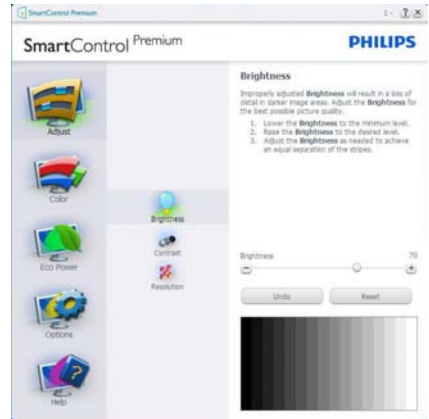 SmartControl Premium
SmartControl Premium
PHILIPS
Adjust
Color
Eco Power
Options
Help
Brightness
Contrast
Resolution
Brightness
Improperly adjusted Brightness will result in a loss of
detail in darker image areas. Adjust the Brightness for
the best possible picture quality.
1. Lower the Brightness to the minimum level.
2. Raise the Brightness to the desired level.
3. Adjust the Brightness as needed to achieve
an equal separation of the stripes.
Brightness 70
Undo Reset